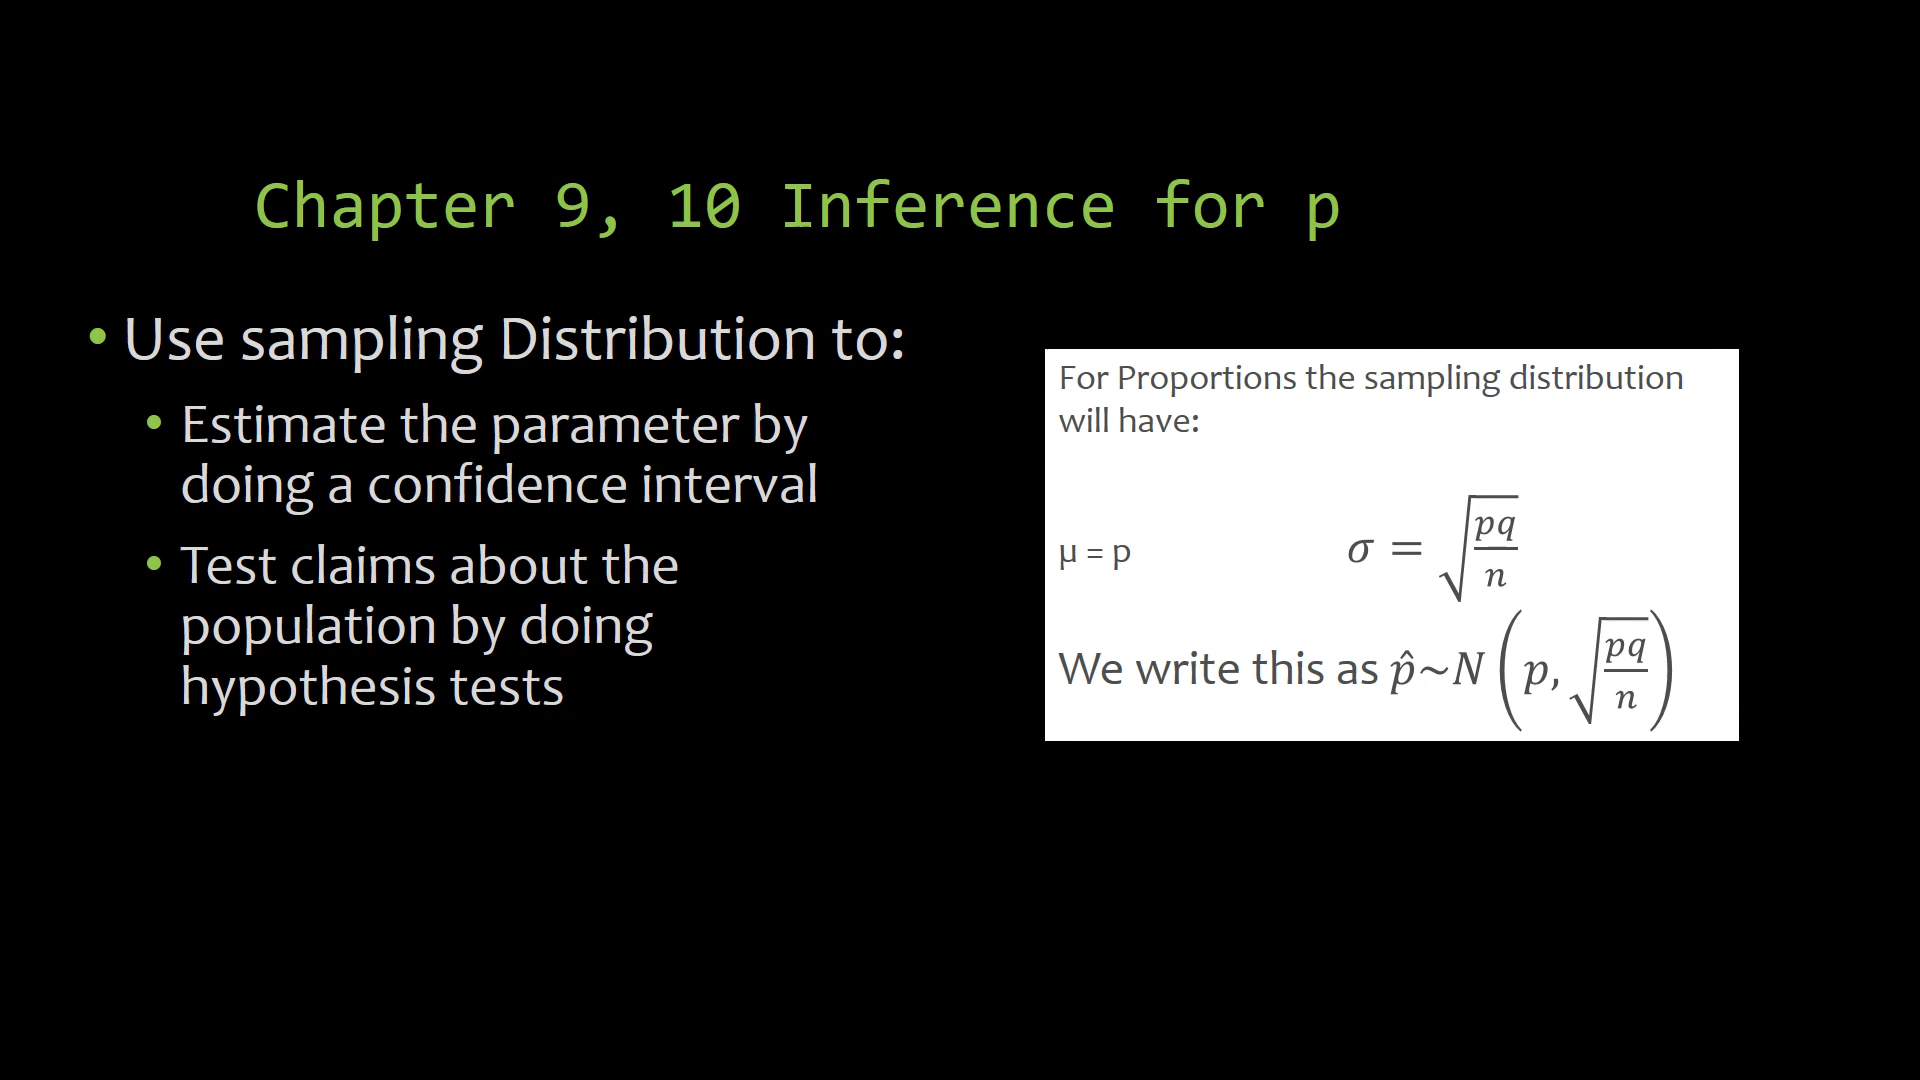 Chapter 9, 10 Inference for p
• Use sampling Distribution to:
• Estimate the parameter by
doing a confidence interval
• Test claims about the
population by doing
hypothesis tests
For Proportions the sampling distribution
will have:
μ = p σ = √(pq/n)
We write this as p̂~N(p, √(pq/n))